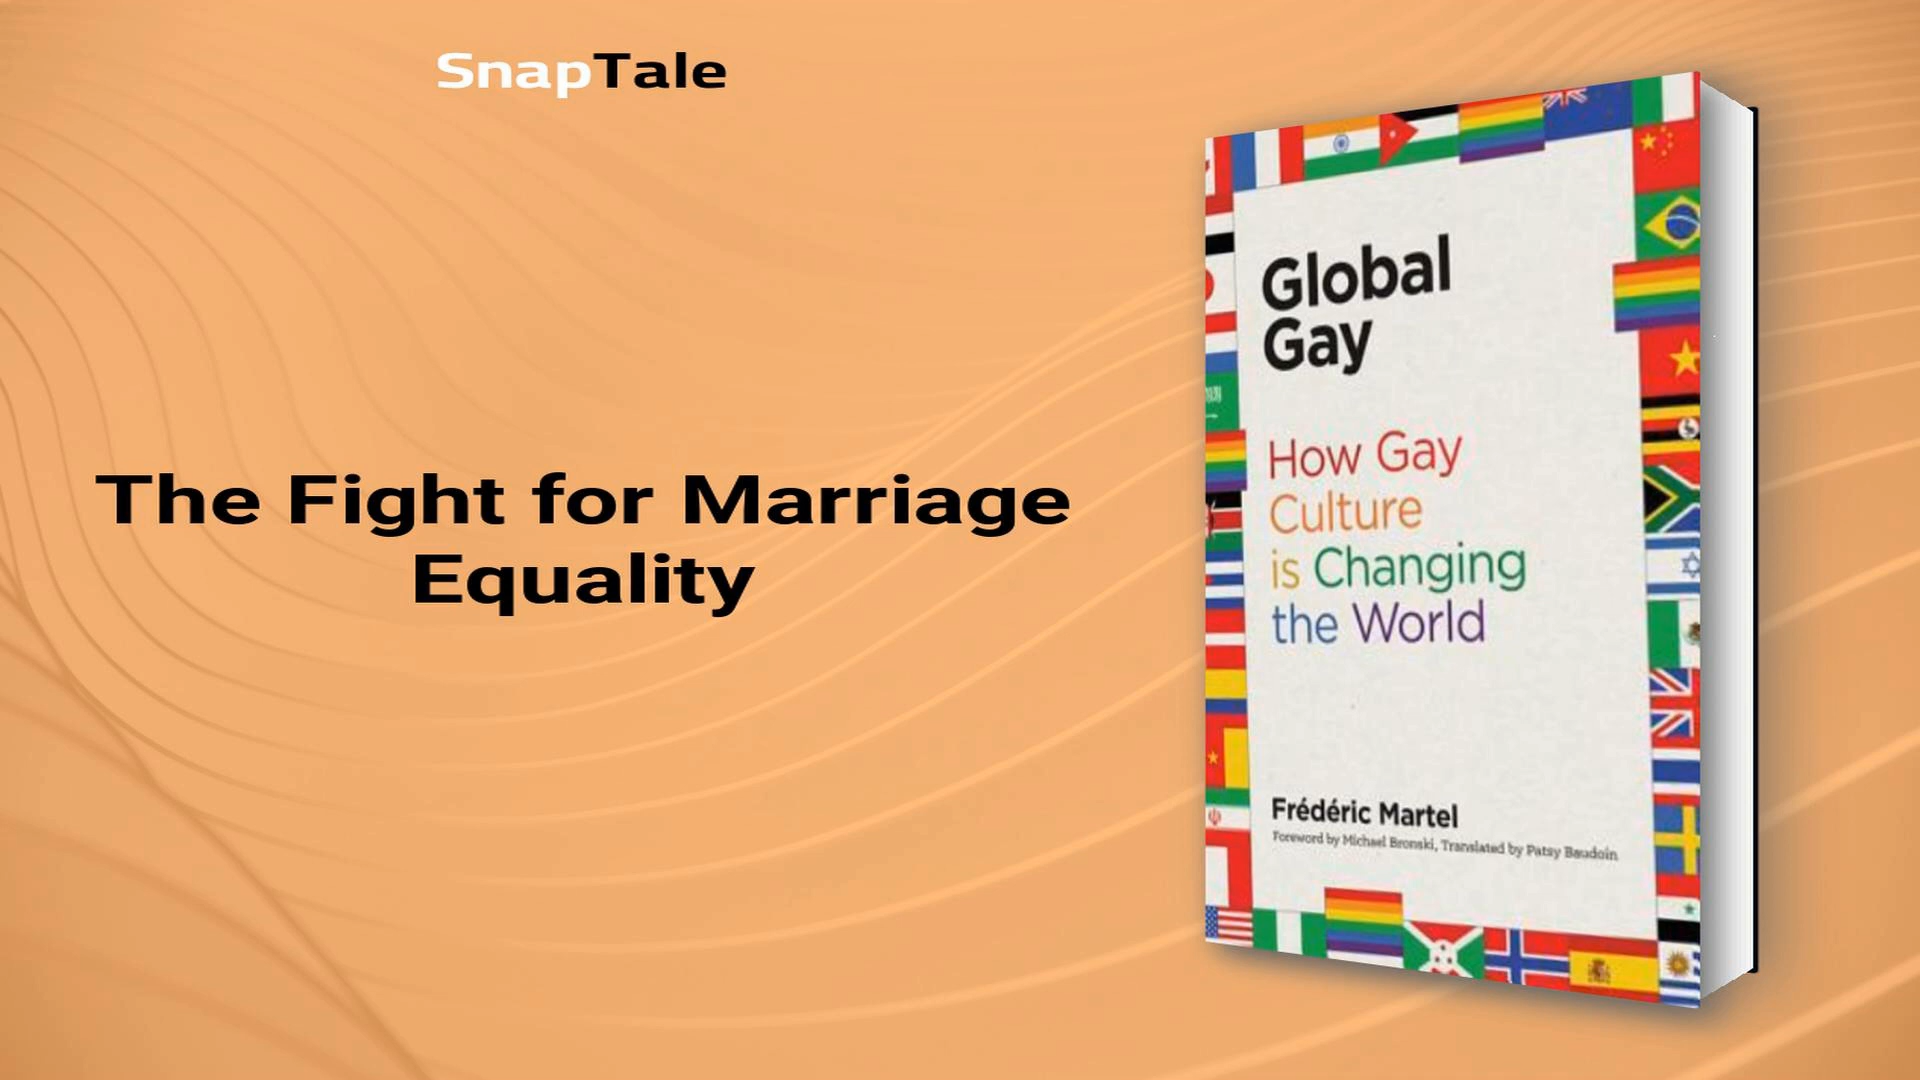 SnapTale
The Fight for Marriage
Equality
Global
Gay
How Gay
Culture
is Changing
the World
Frédéric Martel
Foreword by Michael Bronski, Translated by Patsy Baudoin